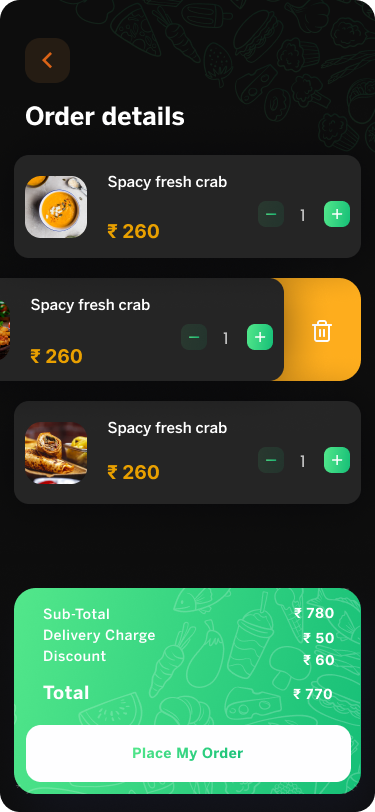 Order details
Spacy fresh crab
₹ 260
1
Spacy fresh crab
₹ 260
1
Spacy fresh crab
₹ 260
1
Sub-Total ₹ 780
Delivery Charge ₹ 50
Discount ₹ 60
Total ₹ 770
Place My Order